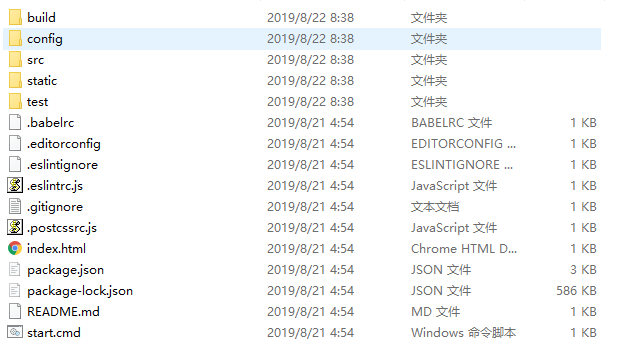 build 2019/8/22 8:38 文件夹
config 2019/8/22 8:38 文件夹
src 2019/8/22 8:38 文件夹
static 2019/8/22 8:38 文件夹
test 2019/8/22 8:38 文件夹
.babelrc 2019/8/21 4:54 BABELRC 文件 1 KB
.editorconfig 2019/8/21 4:54 EDITORCONFIG ... 1 KB
.eslintignore 2019/8/21 4:54 ESLINTIGNORE ... 1 KB
.eslintrc.js 2019/8/21 4:54 JavaScript 文件 1 KB
.gitignore 2019/8/21 4:54 文本文档 1 KB
.postcssrc.js 2019/8/21 4:54 JavaScript 文件 1 KB
index.html 2019/8/21 4:54 Chrome HTML D... 1 KB
package.json 2019/8/21 4:54 JSON 文件 3 KB
package-lock.json 2019/8/21 4:54 JSON 文件 586 KB
README.md 2019/8/21 4:54 MD 文件 1 KB
start.cmd 2019/8/21 4:54 Windows 命令脚本 1 KB